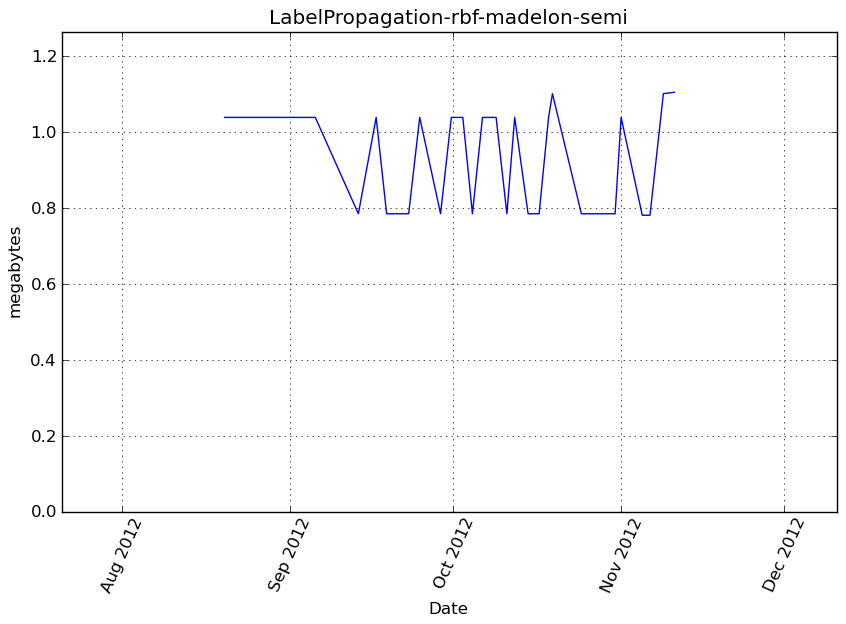 LabelPropagation-rbf-madelon-semi
1.2
1.0
0.8
0.6
0.4
0.2
0.0
megabytes
Aug 2012
Sep 2012
Oct 2012
Nov 2012
Dec 2012
Date